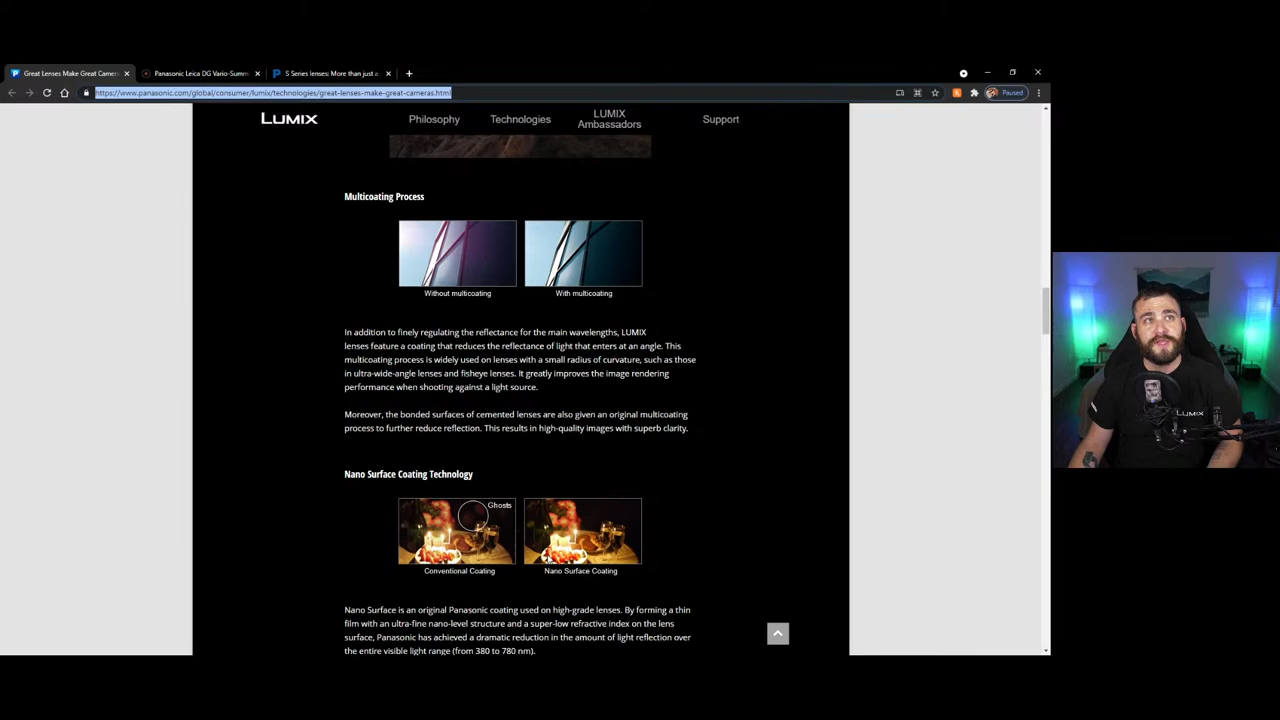 Great Lenses Make Great Camera
Panasonic Leica DG Vario-Summ
S Series lenses: More than just a
https://www.panasonic.com/global/consumer/lumix/technologies/great-lenses-make-great-cameras.html
Paused
LUMIX
Philosophy
Technologies
LUMIX
Ambassadors
Support
Multicoating Process
Without multicoating
With multicoating
In addition to finely regulating the reflectance for the main wavelengths, LUMIX
lenses feature a coating that reduces the reflectance of light that enters at an angle. This
multicoating process is widely used on lenses with a small radius of curvature, such as those
in ultra-wide-angle lenses and fisheye lenses. It greatly improves the image rendering
performance when shooting against a light source.
Moreover, the bonded surfaces of cemented lenses are also given an original multicoating
process to further reduce reflection. This results in high-quality images with superb clarity.
Nano Surface Coating Technology
Ghosts
Conventional Coating
Nano Surface Coating
Nano Surface is an original Panasonic coating used on high-grade lenses. By forming a thin
film with an ultra-fine nano-level structure and a super-low refractive index on the lens
surface, Panasonic has achieved a dramatic reduction in the amount of light reflection over
the entire visible light range (from 380 to 780 nm).
LUMIX